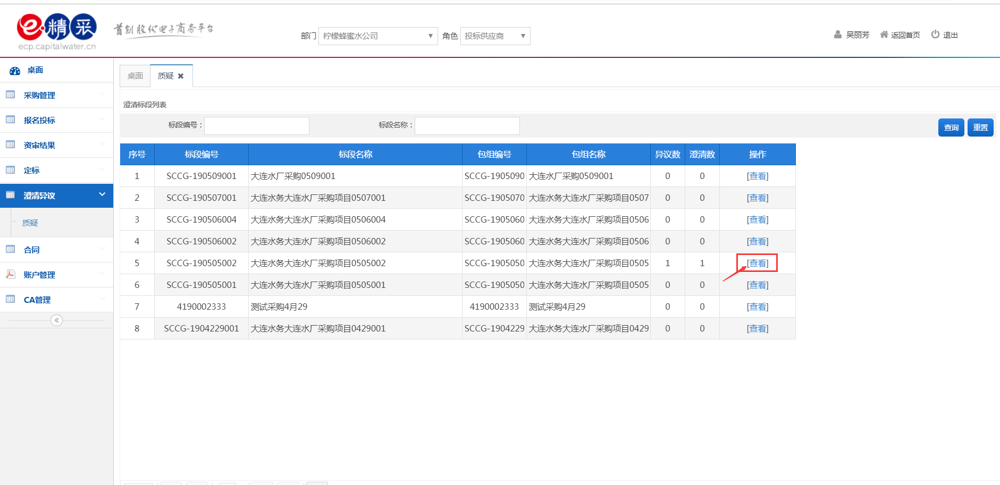 e·精采
ecp.capitalwater.cn
首创股份电子商务平台
部门 柠檬蜂蜜水公司 ▼ 角色 投标供应商 ▼
吴丽芳 返回首页 退出
桌面
采购管理
报名投标
资审结果
定标
澄清异议
质疑
合同
账户管理
CA管理
桌面 质疑 ✖
澄清标段列表
标段编号： 标段名称： 查询 重置
序号 标段编号 标段名称 包组编号 包组名称 异议数 澄清数 操作
1 SCCG-190509001 大连水厂采购0509001 SCCG-1905090 大连水厂采购0509001 0 0 [查看]
2 SCCG-190507001 大连水务大连水厂采购项目0507001 SCCG-1905070 大连水务大连水厂采购项目0507 0 0 [查看]
3 SCCG-190506004 大连水务大连水厂采购项目0506004 SCCG-1905060 大连水务大连水厂采购项目0506 0 0 [查看]
4 SCCG-190506002 大连水务大连水厂采购项目0506002 SCCG-1905060 大连水务大连水厂采购项目0506 0 0 [查看]
5 SCCG-190505002 大连水务大连水厂采购项目0505002 SCCG-1905050 大连水务大连水厂采购项目0505 1 1 [查看]
6 SCCG-190505001 大连水务大连水厂采购项目0505001 SCCG-1905050 大连水务大连水厂采购项目0505 0 0 [查看]
7 4190002333 测试采购4月29 4190002333 测试采购4月29 0 0 [查看]
8 SCCG-1904229001 大连水务大连水厂采购项目0429001 SCCG-1904229 大连水务大连水厂采购项目0429 0 0 [查看]